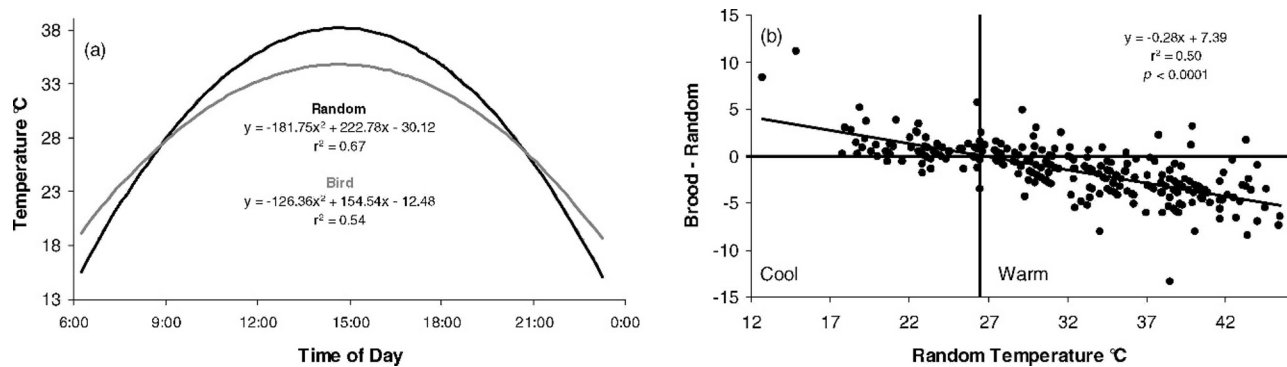 (a)
Temperature °C
38
33
28
23
18
13
Random
y = -181.75x² + 222.78x - 30.12
r² = 0.67
Bird
y = -126.36x² + 154.54x - 12.48
r² = 0.54
6:00 9:00 12:00 15:00 18:00 21:00 0:00
Time of Day
(b)
Brood - Random
15
10
5
0
-5
-10
-15
y = -0.28x + 7.39
r² = 0.50
p < 0.0001
Cool Warm
12 17 22 27 32 37 42
Random Temperature °C